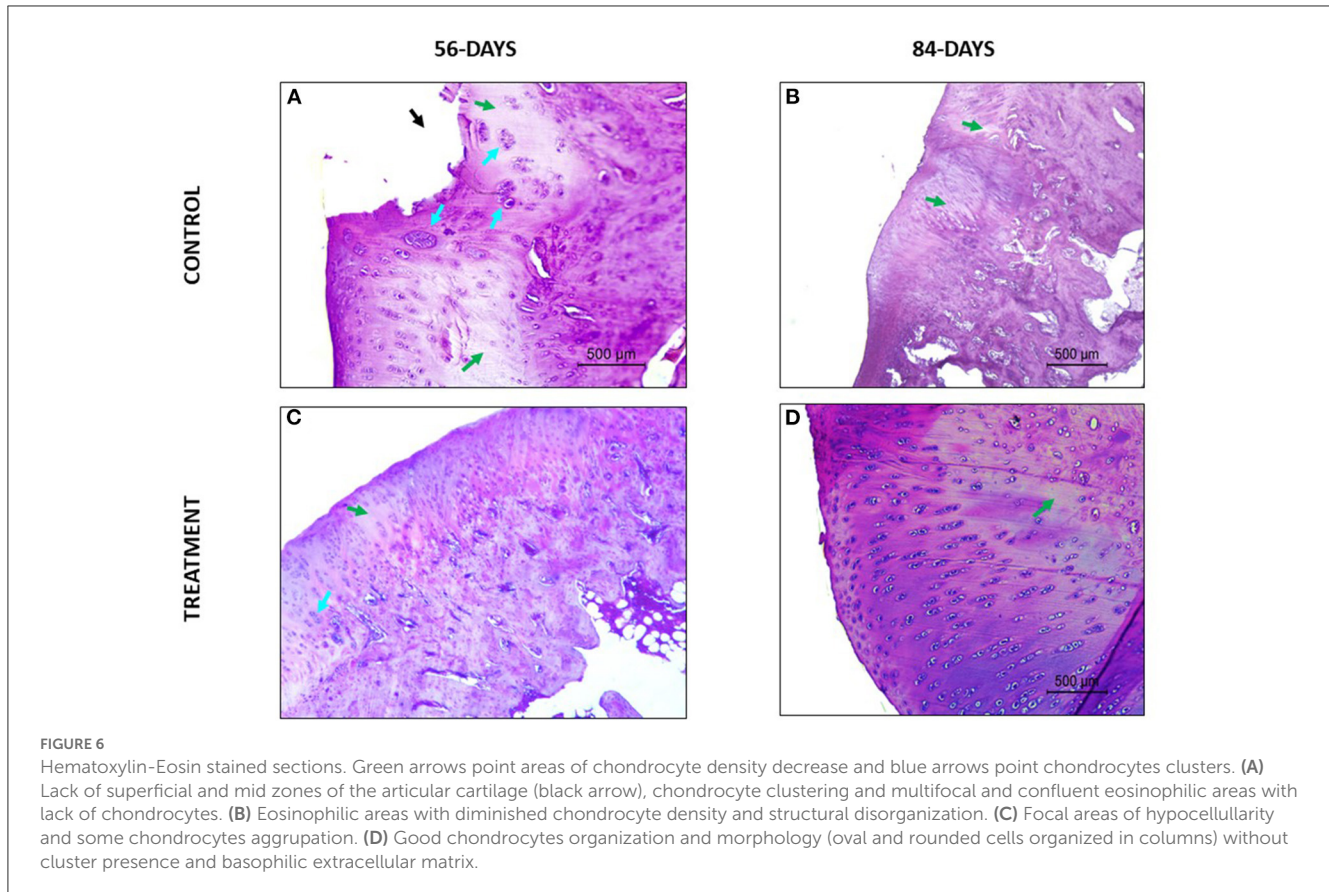 56-DAYS
84-DAYS
CONTROL
A
500 µm
B
500 µm
TREATMENT
C
D
500 µm
FIGURE 6
Hematoxylin-Eosin stained sections. Green arrows point areas of chondrocyte density decrease and blue arrows point chondrocytes clusters. (A)
Lack of superficial and mid zones of the articular cartilage (black arrow), chondrocyte clustering and multifocal and confluent eosinophilic areas with
lack of chondrocytes. (B) Eosinophilic areas with diminished chondrocyte density and structural disorganization. (C) Focal areas of hypocellullarity
and some chondrocytes aggrupation. (D) Good chondrocytes organization and morphology (oval and rounded cells organized in columns) without
cluster presence and basophilic extracellular matrix.